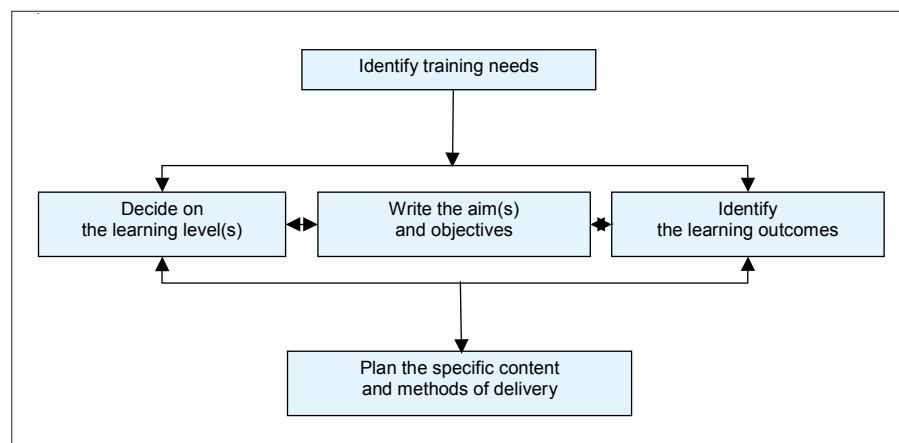 Identify training needs
Decide on
the learning level(s)
Write the aim(s)
and objectives
Identify
the learning outcomes
Plan the specific content
and methods of delivery